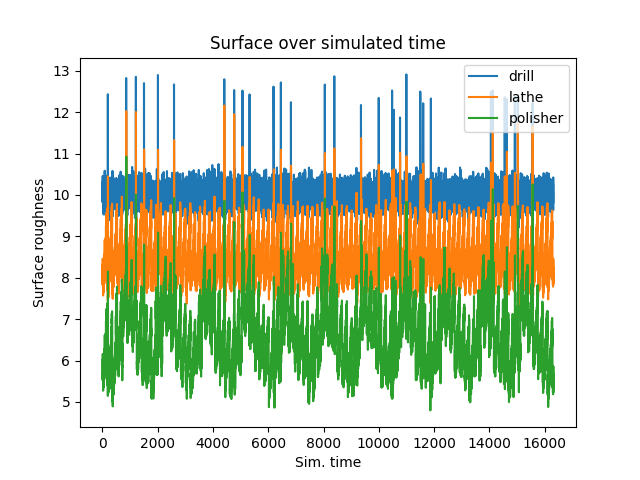 Surface over simulated time
drill
lathe
polisher
Surface roughness
13
12
11
10
9
8
7
6
5
0 2000 4000 6000 8000 10000 12000 14000 16000
Sim. time